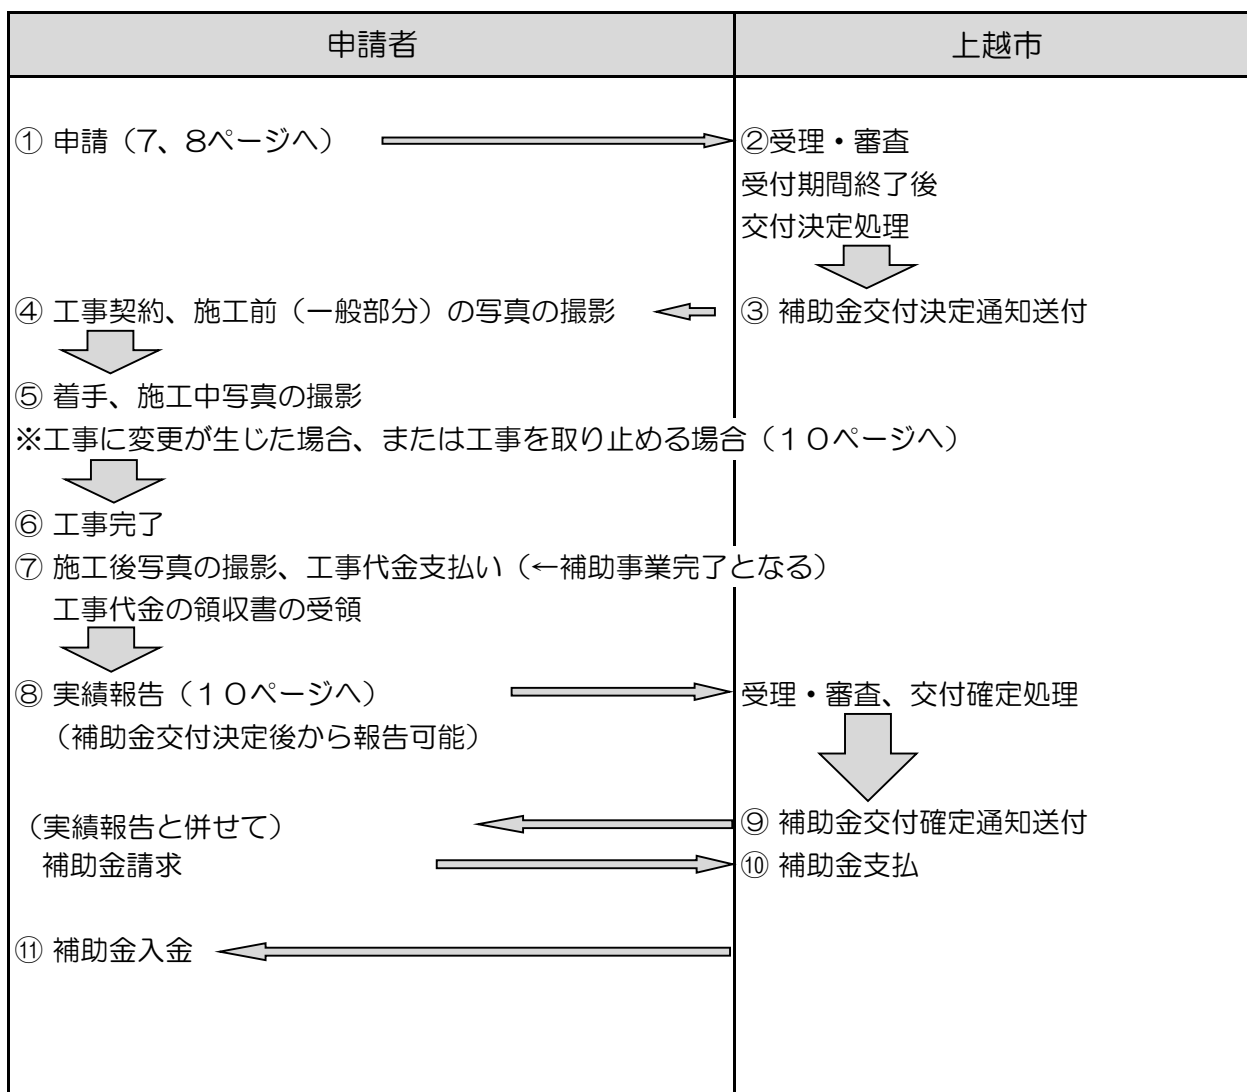 申請者
上越市
① 申請（7、8ページへ）
②受理・審査
受付期間終了後
交付決定処理
④ 工事契約、施工前（一般部分）の写真の撮影
③ 補助金交付決定通知送付
⑤ 着手、施工中写真の撮影
※工事に変更が生じた場合、または工事を取り止める場合（１０ページへ）
⑥ 工事完了
⑦ 施工後写真の撮影、工事代金支払い（←補助事業完了となる）
工事代金の領収書の受領
⑧ 実績報告（１０ページへ）
受理・審査、交付確定処理
（補助金交付決定後から報告可能）
（実績報告と併せて）
⑨ 補助金交付確定通知送付
補助金請求
⑩ 補助金支払
⑪ 補助金入金